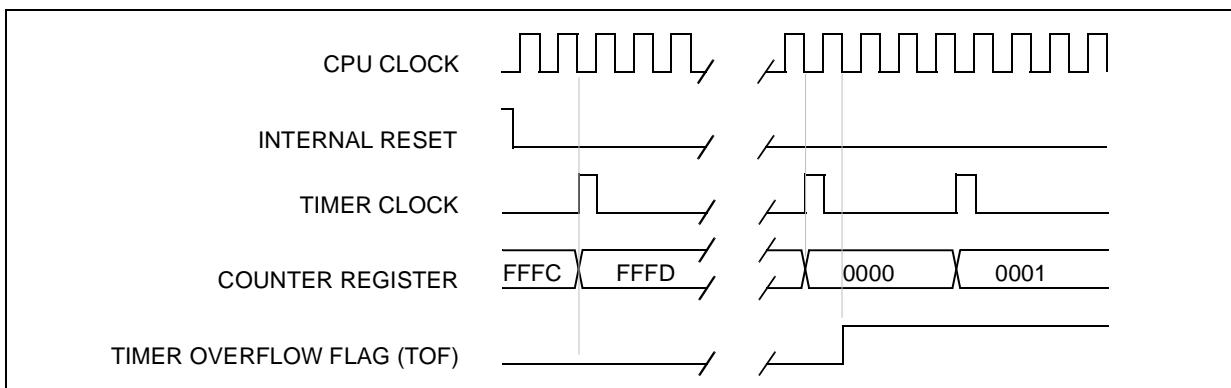 CPU CLOCK
INTERNAL RESET
TIMER CLOCK
COUNTER REGISTER
FFFC FFFD 0000 0001
TIMER OVERFLOW FLAG (TOF)